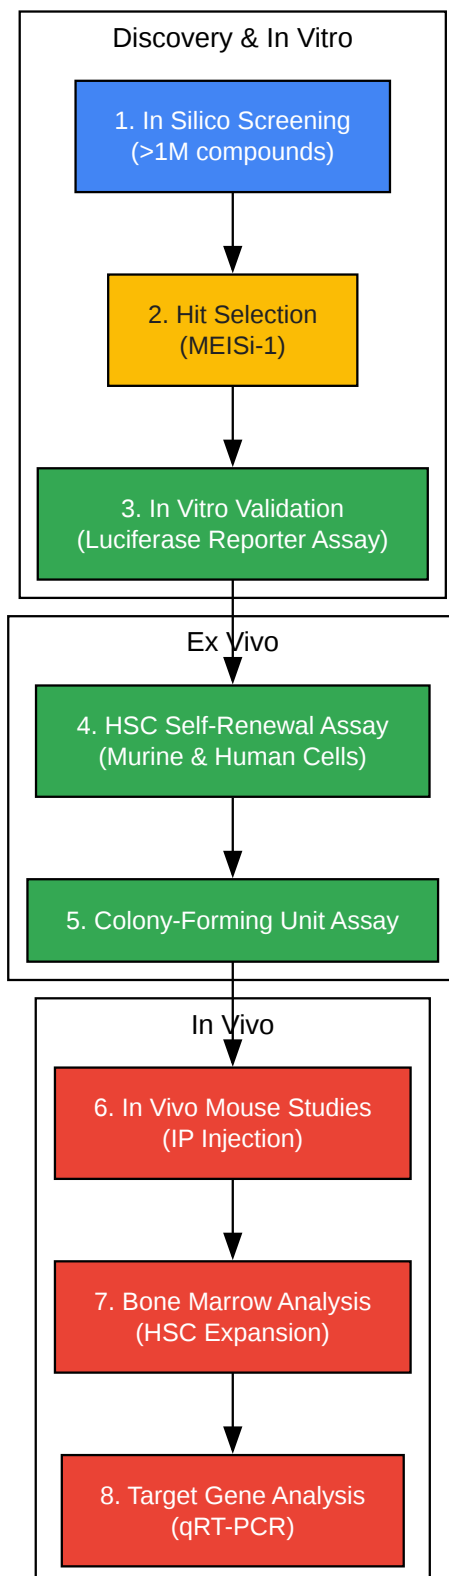 Discovery & In Vitro
1. In Silico Screening
(>1M compounds)
2. Hit Selection
(MEISi-1)
3. In Vitro Validation
(Luciferase Reporter Assay)
Ex Vivo
4. HSC Self-Renewal Assay
(Murine & Human Cells)
5. Colony-Forming Unit Assay
In Vivo
6. In Vivo Mouse Studies
(IP Injection)
7. Bone Marrow Analysis
(HSC Expansion)
8. Target Gene Analysis
(qRT-PCR)